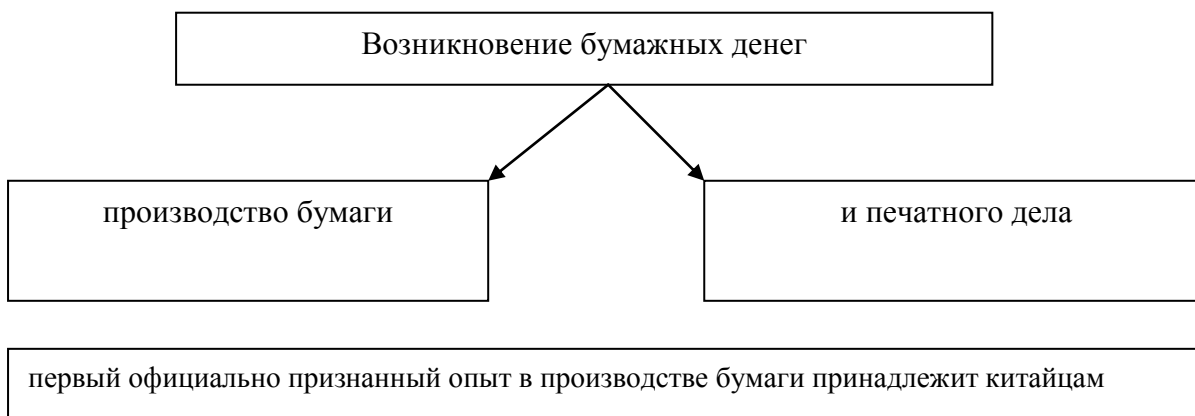 Возникновение бумажных денег
производство бумаги
и печатного дела
первый официально признанный опыт в производстве бумаги принадлежит китайцам